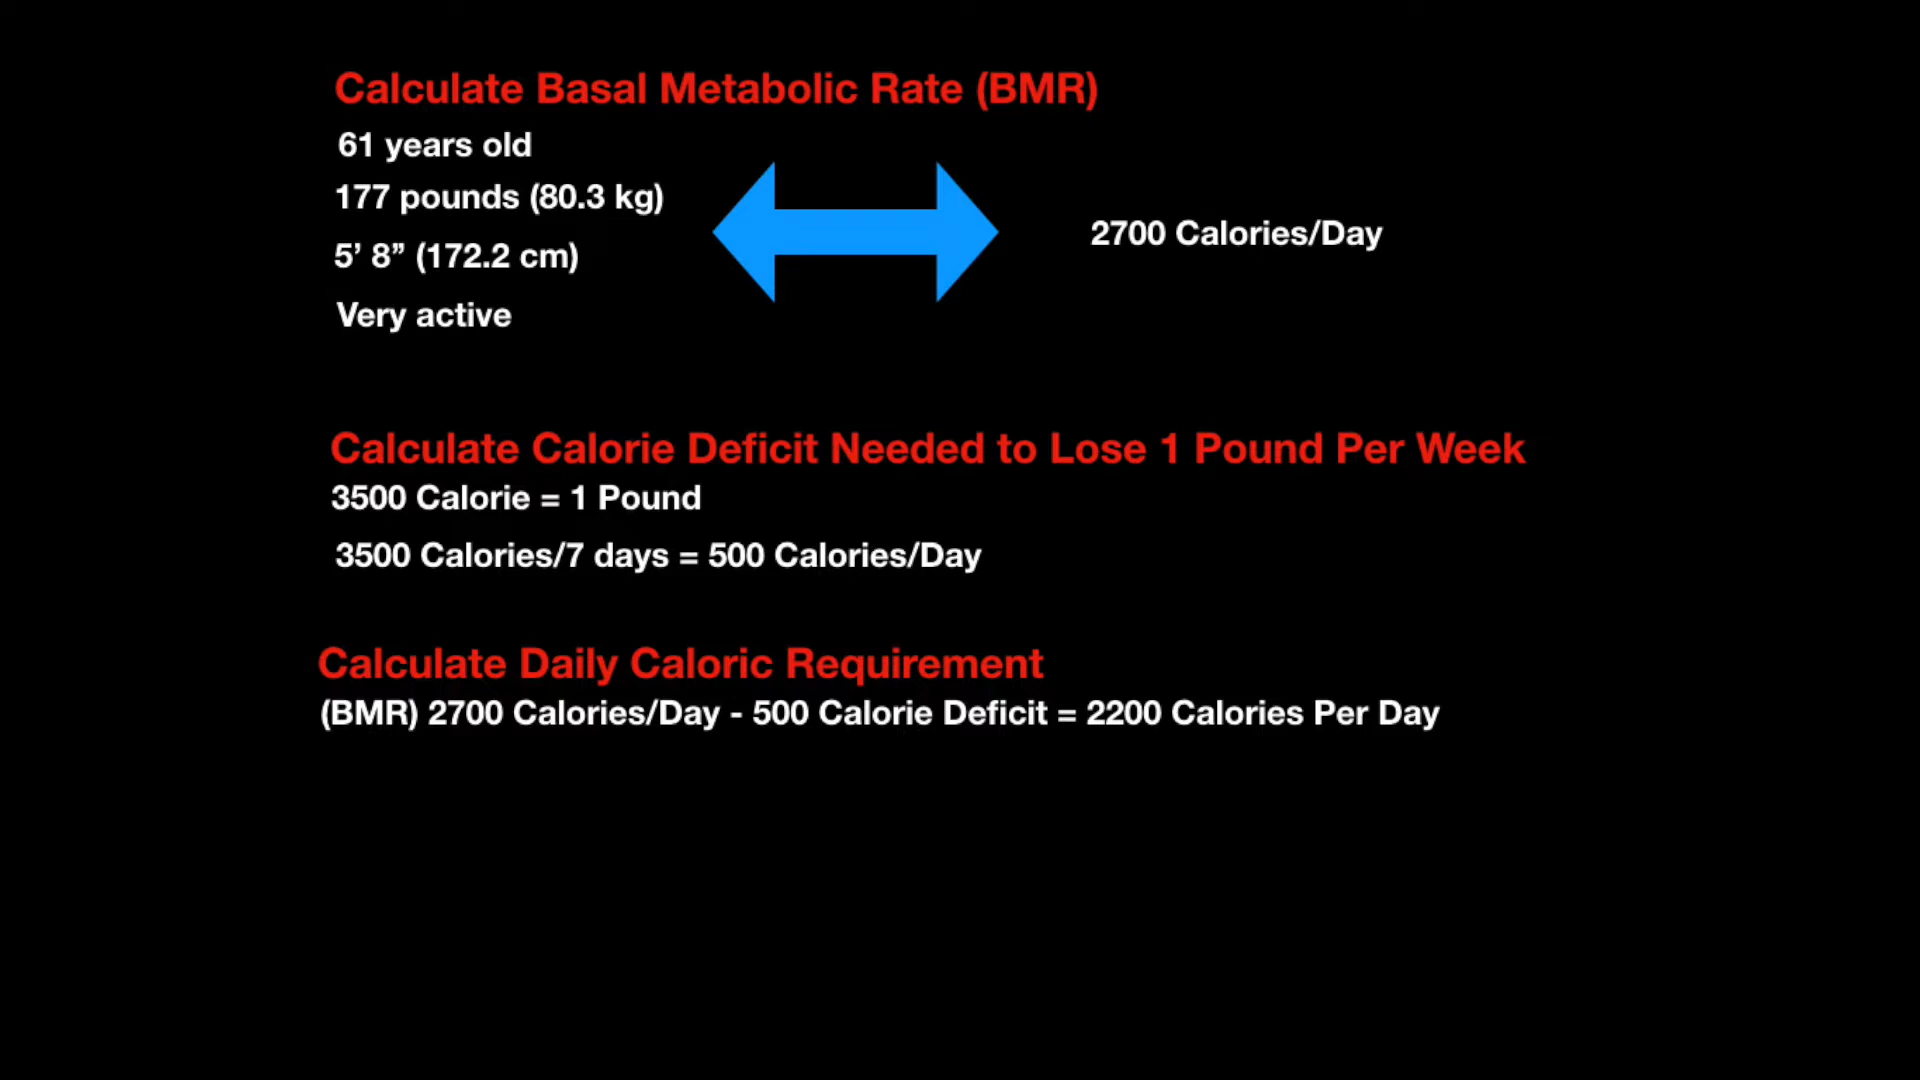 Calculate Basal Metabolic Rate (BMR)
61 years old
177 pounds (80.3 kg)
5’ 8” (172.2 cm)
Very active
2700 Calories/Day
Calculate Calorie Deficit Needed to Lose 1 Pound Per Week
3500 Calorie = 1 Pound
3500 Calories/7 days = 500 Calories/Day
Calculate Daily Caloric Requirement
(BMR) 2700 Calories/Day - 500 Calorie Deficit = 2200 Calories Per Day